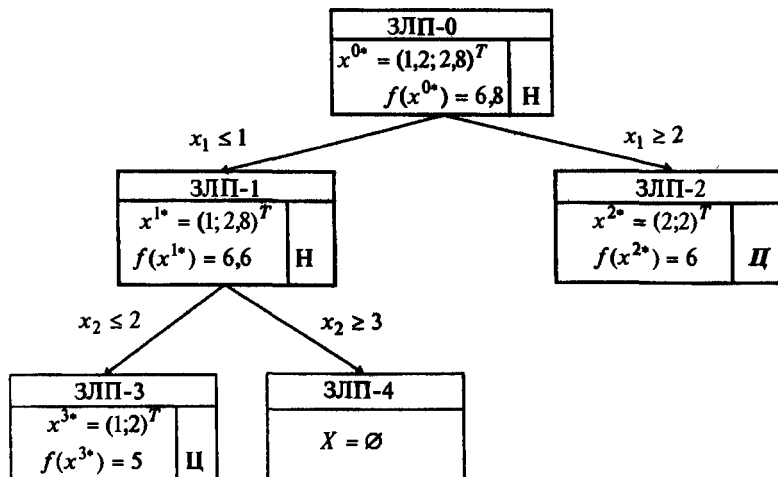 ЗЛП-0
x^{0*} = (1,2; 2,8)^T
f(x^{0*}) = 6,8
Н
x_1 ≤ 1
x_1 ≥ 2
ЗЛП-1
x^{1*} = (1; 2,8)^T
f(x^{1*}) = 6,6
Н
ЗЛП-2
x^{2*} = (2;2)^T
f(x^{2*}) = 6
Ц
x_2 ≤ 2
x_2 ≥ 3
ЗЛП-3
x^{3*} = (1;2)^T
f(x^{3*}) = 5
Ц
ЗЛП-4
X = ∅